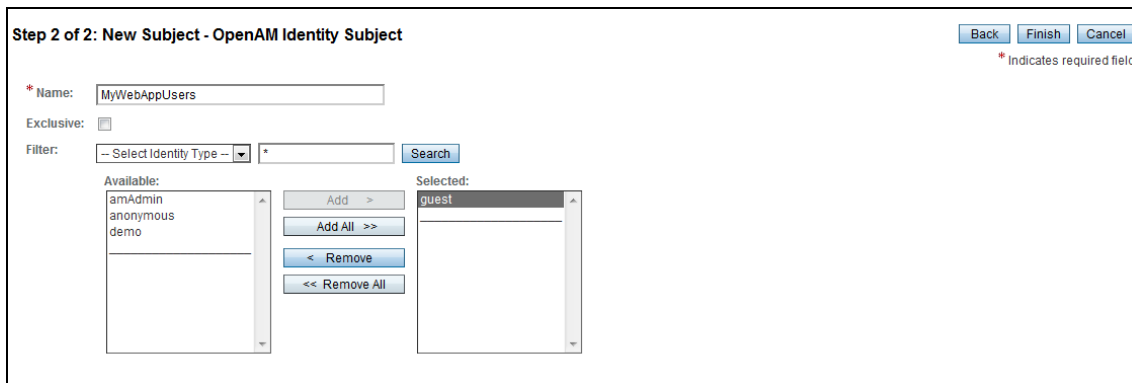 Step 2 of 2: New Subject - OpenAM Identity Subject
Back Finish Cancel
* Indicates required field
* Name: MyWebAppUsers
Exclusive:
Filter: -- Select Identity Type -- * Search
Available: Selected:
amAdmin Add > guest
anonymous
demo Add All >>
< Remove
<< Remove All